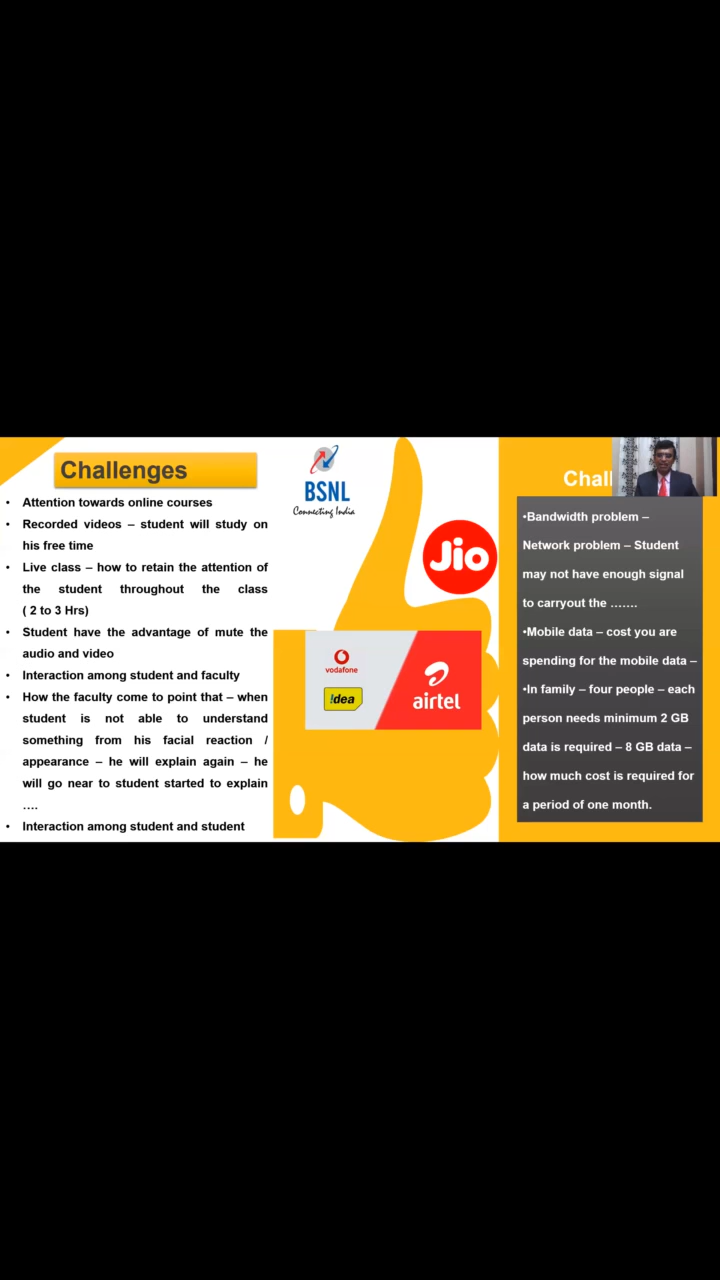 Challenges
• Attention towards online courses
• Recorded videos – student will study on
his free time
• Live class – how to retain the attention of
the student throughout the class
( 2 to 3 Hrs)
• Student have the advantage of mute the
audio and video
• Interaction among student and faculty
• How the faculty come to point that – when
student is not able to understand
something from his facial reaction /
appearance – he will explain again – he
will go near to student started to explain
....
• Interaction among student and student
BSNL
Connecting India
Jio
vodafone
!dea
airtel
Chall
•Bandwidth problem –
Network problem – Student
may not have enough signal
to carryout the .......
•Mobile data – cost you are
spending for the mobile data –
•In family – four people – each
person needs minimum 2 GB
data is required – 8 GB data –
how much cost is required for
a period of one month.